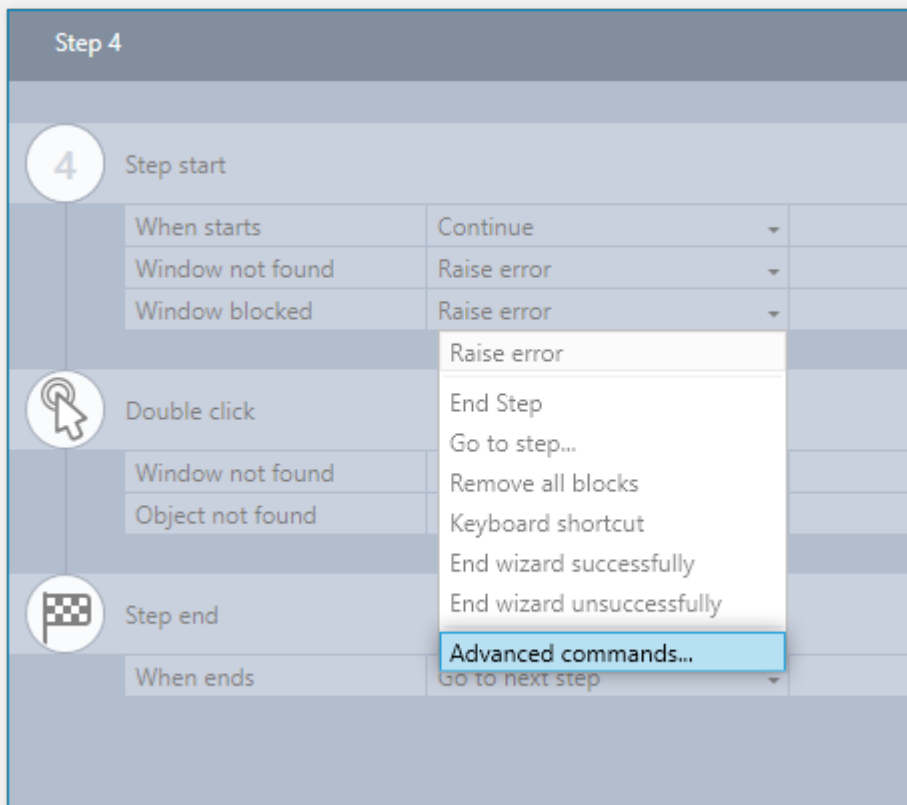 Step 4
4 Step start
When starts Continue
Window not found Raise error
Window blocked Raise error
Raise error
End Step
Double click
Go to step...
Window not found
Remove all blocks
Object not found
Keyboard shortcut
End wizard successfully
End wizard unsuccessfully
Step end
Advanced commands...
When ends Go to next step